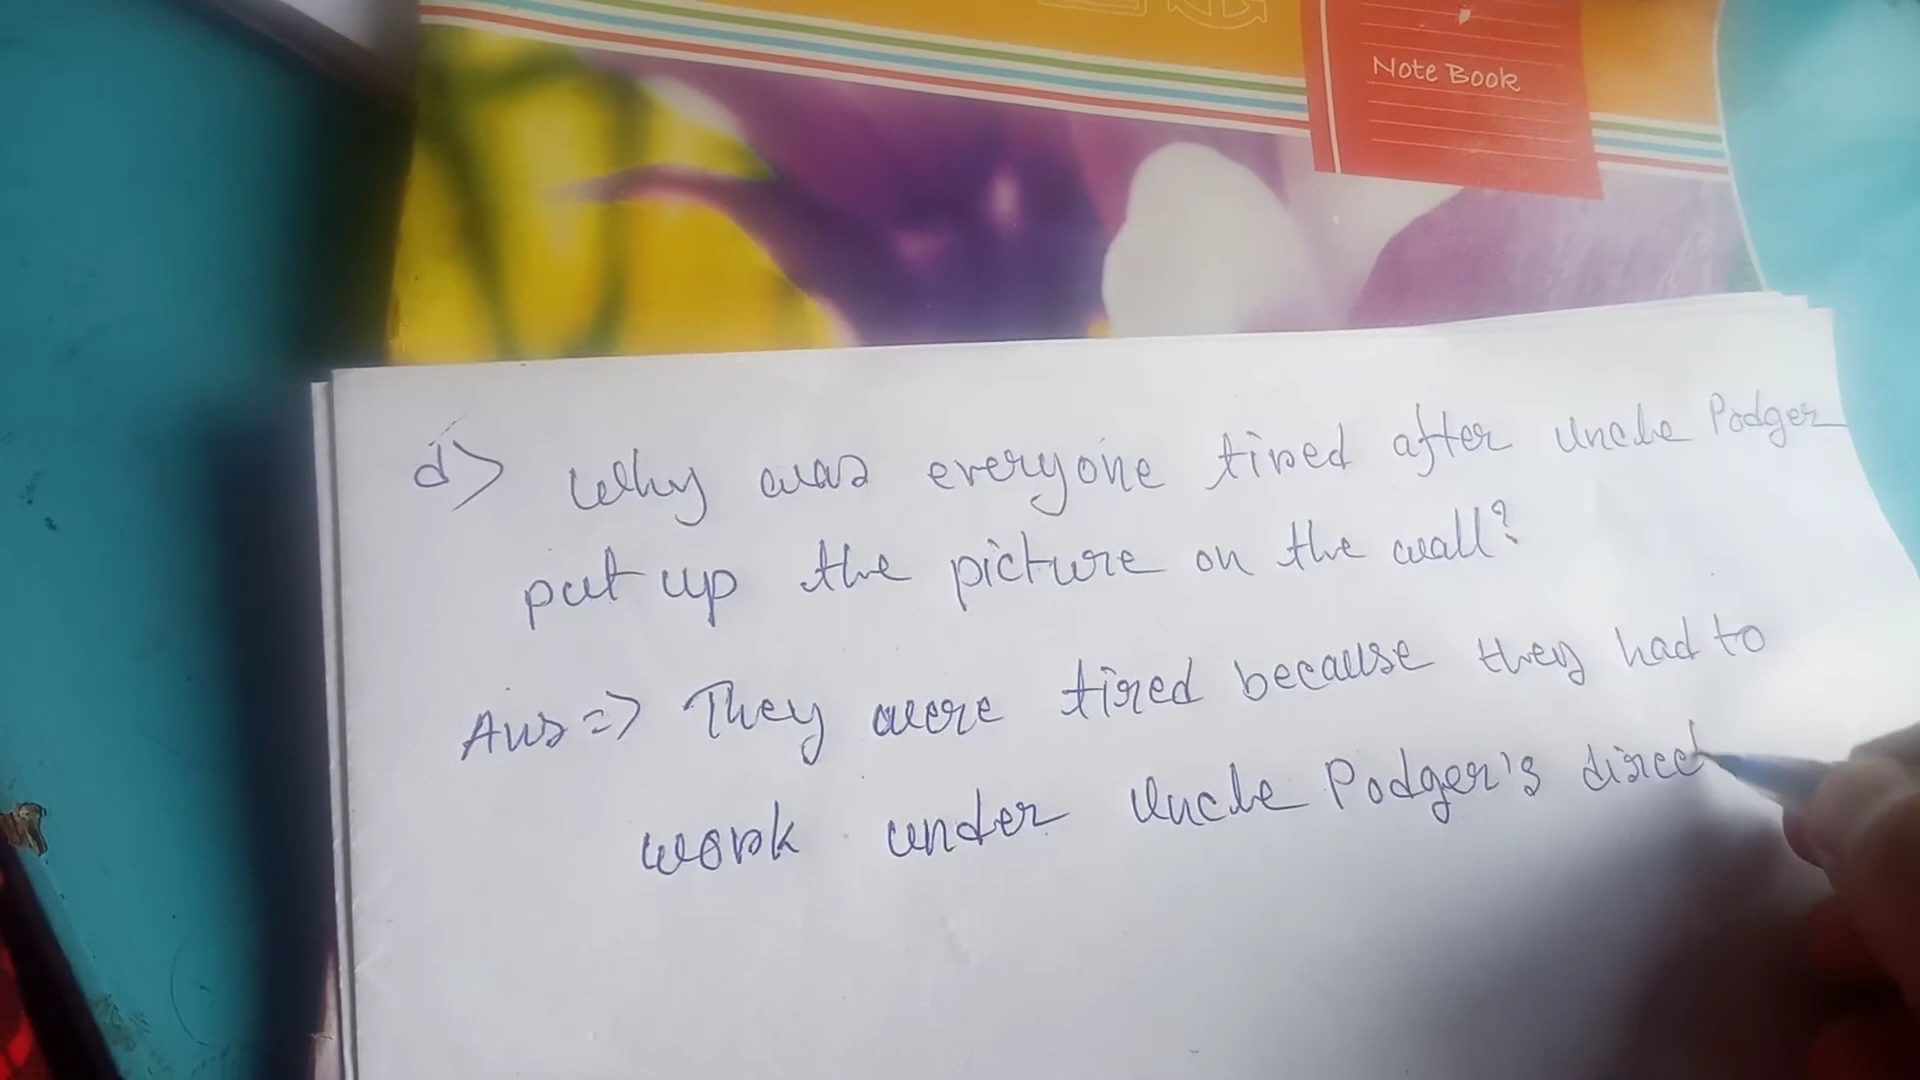 Note Book
d) Why was everyone tired after Uncle Podger
put up the picture on the wall?
Ans => They were tired because they had to
work under Uncle Podger's direct